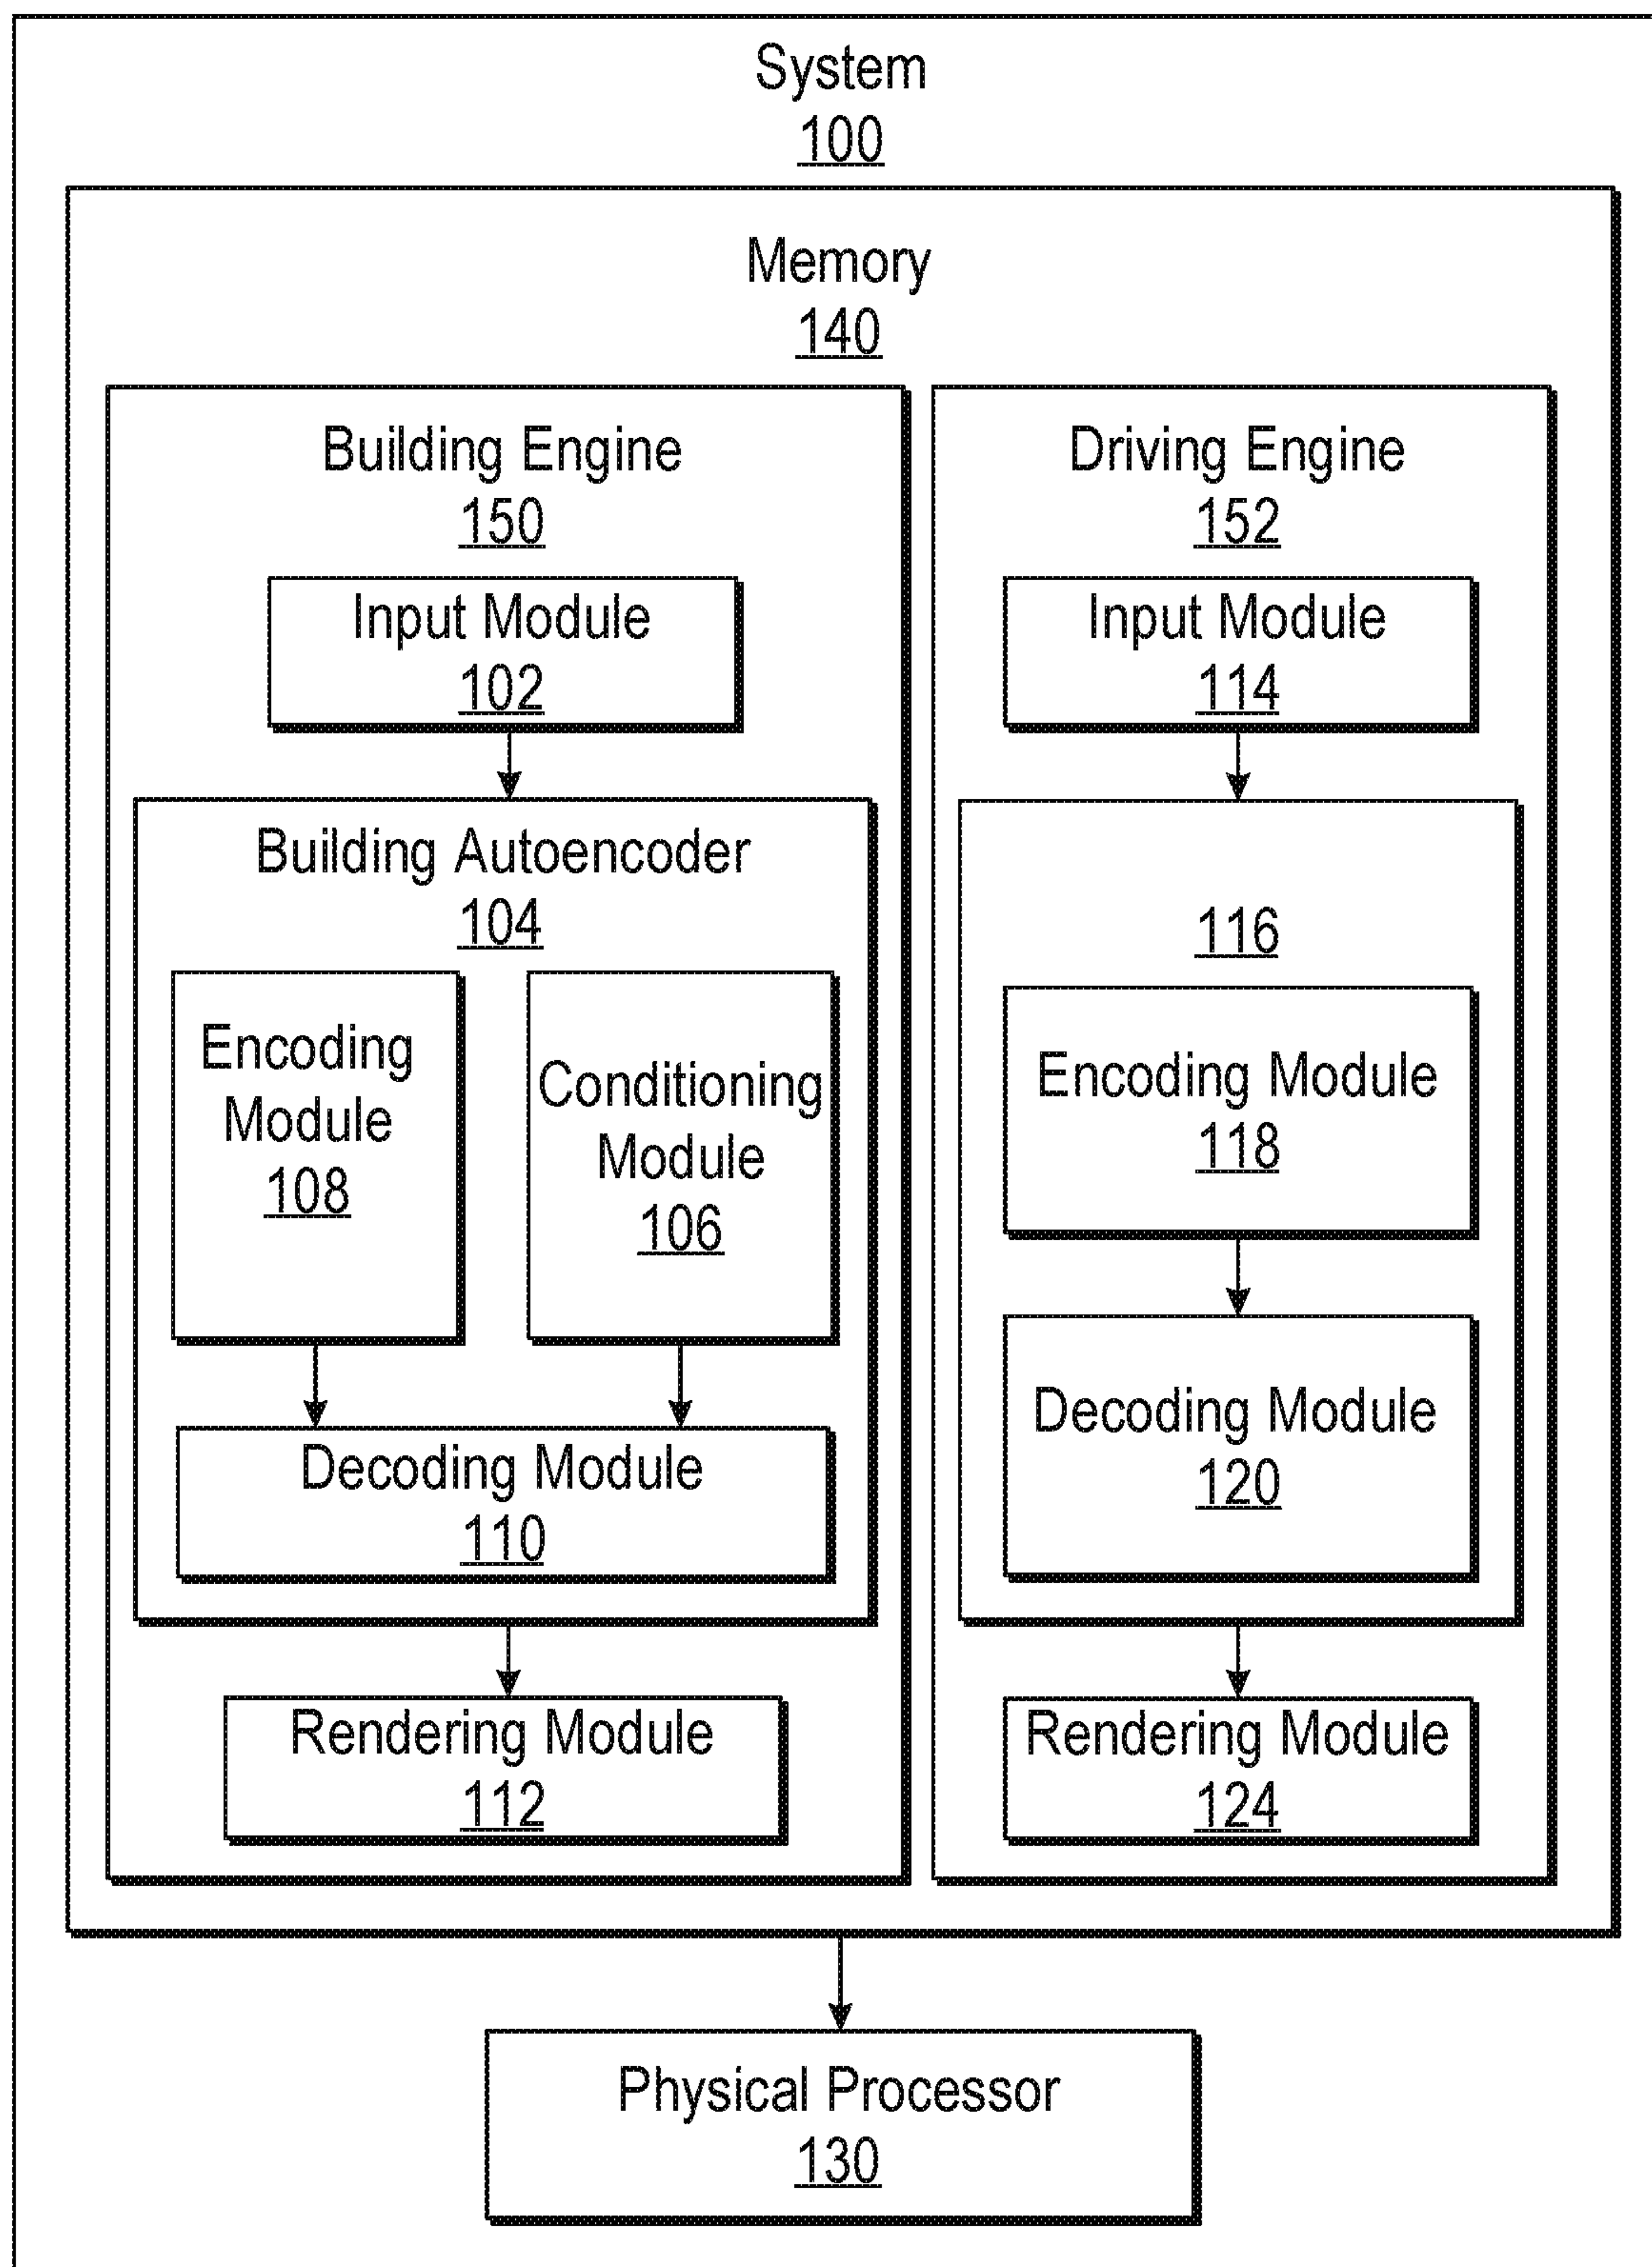 System
100
Memory
140
Building Engine
150
Input Module
102
Building Autoencoder
104
Encoding
Module
108
Conditioning
Module
106
Decoding Module
110
Rendering Module
112
Driving Engine
152
Input Module
114
116
Encoding Module
118
Decoding Module
120
Rendering Module
124
Physical Processor
130